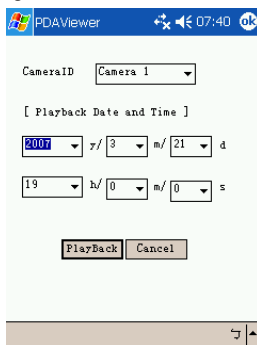 PDAViewer 07:40 ok
CameraID Camera 1
[ Playback Date and Time ]
2007 y/ 3 m/ 21 d
19 h/ 0 m/ 0 s
PlayBack Cancel